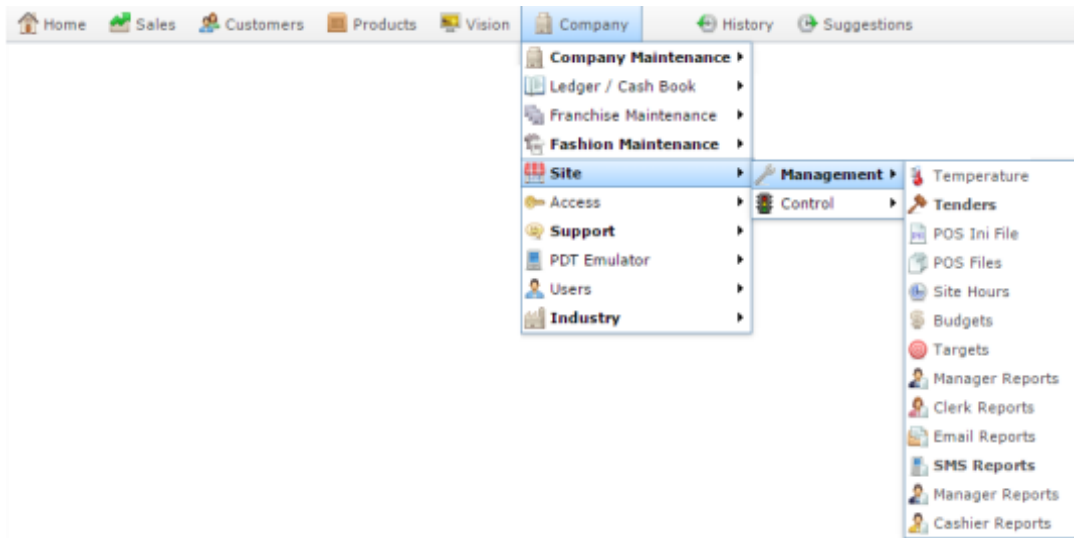 Home Sales Customers Products Vision Company History Suggestions
Company Maintenance
Ledger / Cash Book
Franchise Maintenance
Fashion Maintenance
Site
Access
Support
PDT Emulator
Users
Industry
Management
Control
Temperature
Tenders
POS Ini File
POS Files
Site Hours
Budgets
Targets
Manager Reports
Clerk Reports
Email Reports
SMS Reports
Manager Reports
Cashier Reports